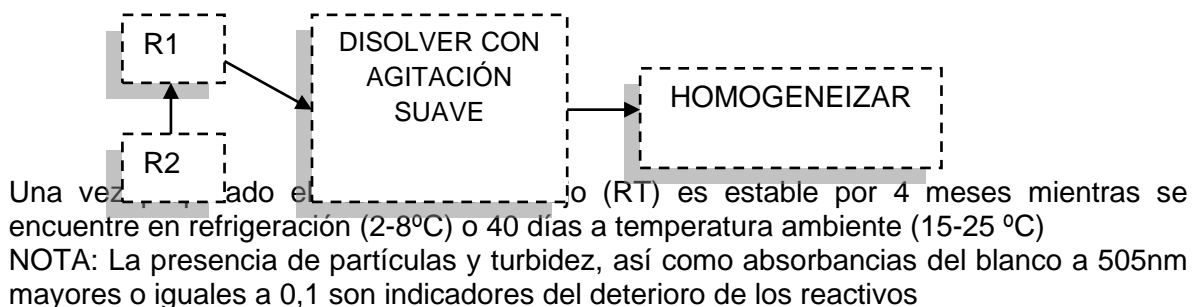 R1
DISOLVER CON
AGITACIÓN
SUAVE
HOMOGENEIZAR
R2
Una vez ado el o (RT) es estable por 4 meses mientras se
encuentre en refrigeración (2-8ºC) o 40 días a temperatura ambiente (15-25 ºC)
NOTA: La presencia de partículas y turbidez, así como absorbancias del blanco a 505nm
mayores o iguales a 0,1 son indicadores del deterioro de los reactivos